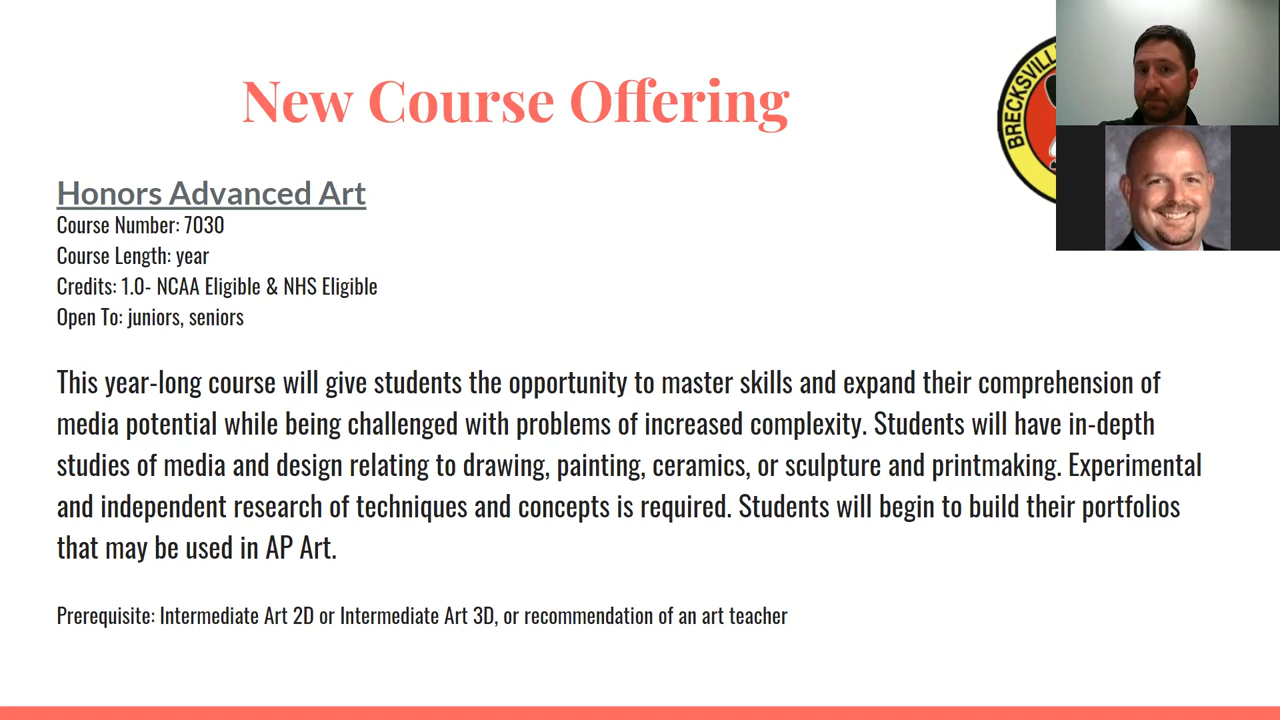 New Course Offering
BRECKSVILL
Honors Advanced Art
Course Number: 7030
Course Length: year
Credits: 1.0- NCAA Eligible & NHS Eligible
Open To: juniors, seniors
This year-long course will give students the opportunity to master skills and expand their comprehension of
media potential while being challenged with problems of increased complexity. Students will have in-depth
studies of media and design relating to drawing, painting, ceramics, or sculpture and printmaking. Experimental
and independent research of techniques and concepts is required. Students will begin to build their portfolios
that may be used in AP Art.
Prerequisite: Intermediate Art 2D or Intermediate Art 3D, or recommendation of an art teacher